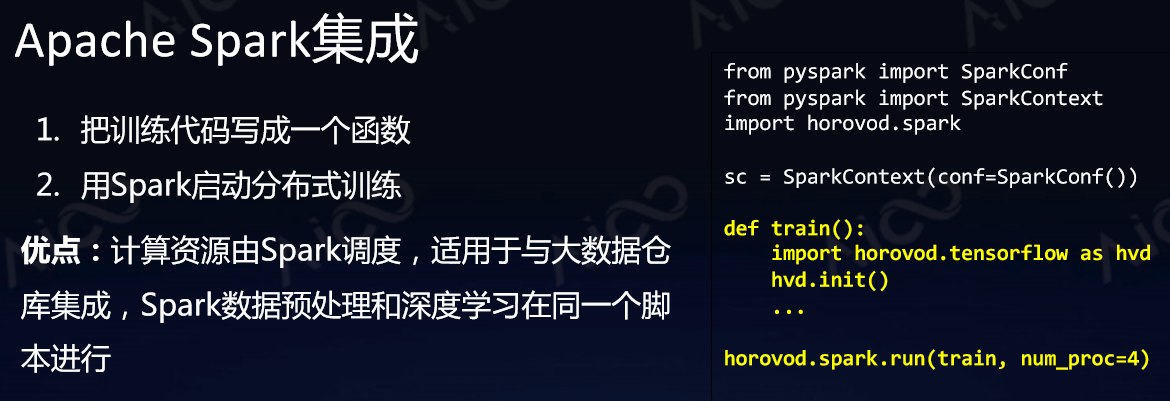 Apache Spark集成
1. 把训练代码写成一个函数
2. 用Spark启动分布式训练
优点：计算资源由Spark调度，适用于与大数据仓
库集成，Spark数据预处理和深度学习在同一个脚
本进行
from pyspark import SparkConf
from pyspark import SparkContext
import horovod.spark
sc = SparkContext(conf=SparkConf())
def train():
    import horovod.tensorflow as hvd
    hvd.init()
    ...
horovod.spark.run(train, num_proc=4)